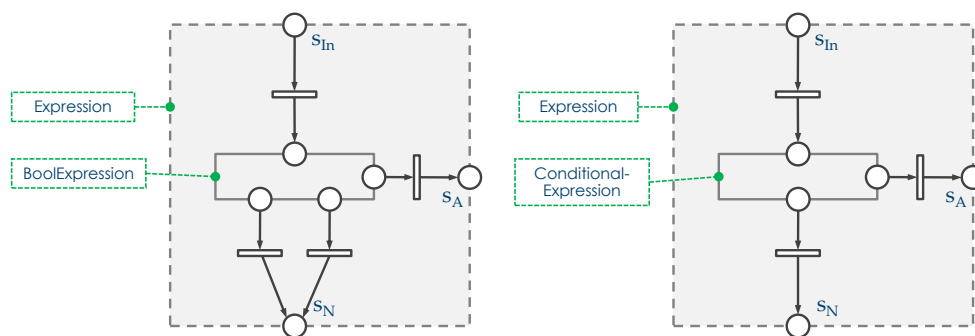 s_In
Expression
BoolExpression
s_A
s_N
s_In
Expression
Conditional-
Expression
s_A
s_N